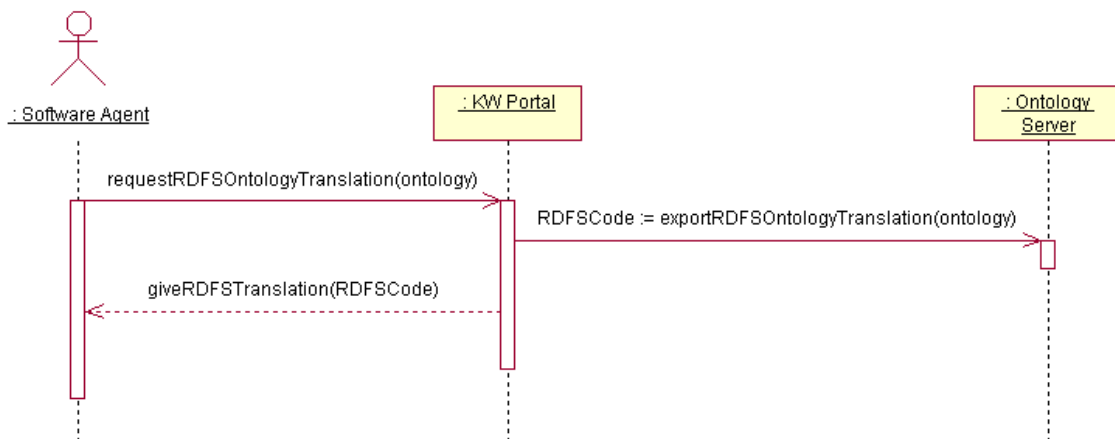 : Software Agent
: KW Portal
: Ontology
Server
requestRDFSOntologyTranslation(ontology)
RDFSCode := exportRDFSOntologyTranslation(ontology)
giveRDFSTranslation(RDFSCode)